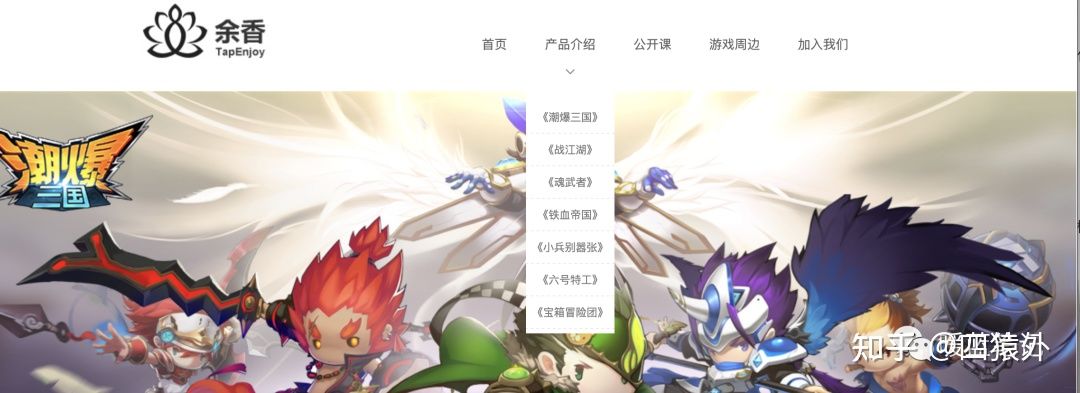 余香
TapEnjoy
首页
产品介绍
公开课
游戏周边
加入我们
《潮爆三国》
《战江湖》
《魂武者》
《铁血帝国》
《小兵别嚣张》
《六号特工》
《宝箱冒险团》
潮爆
三国
知乎 @四猿外